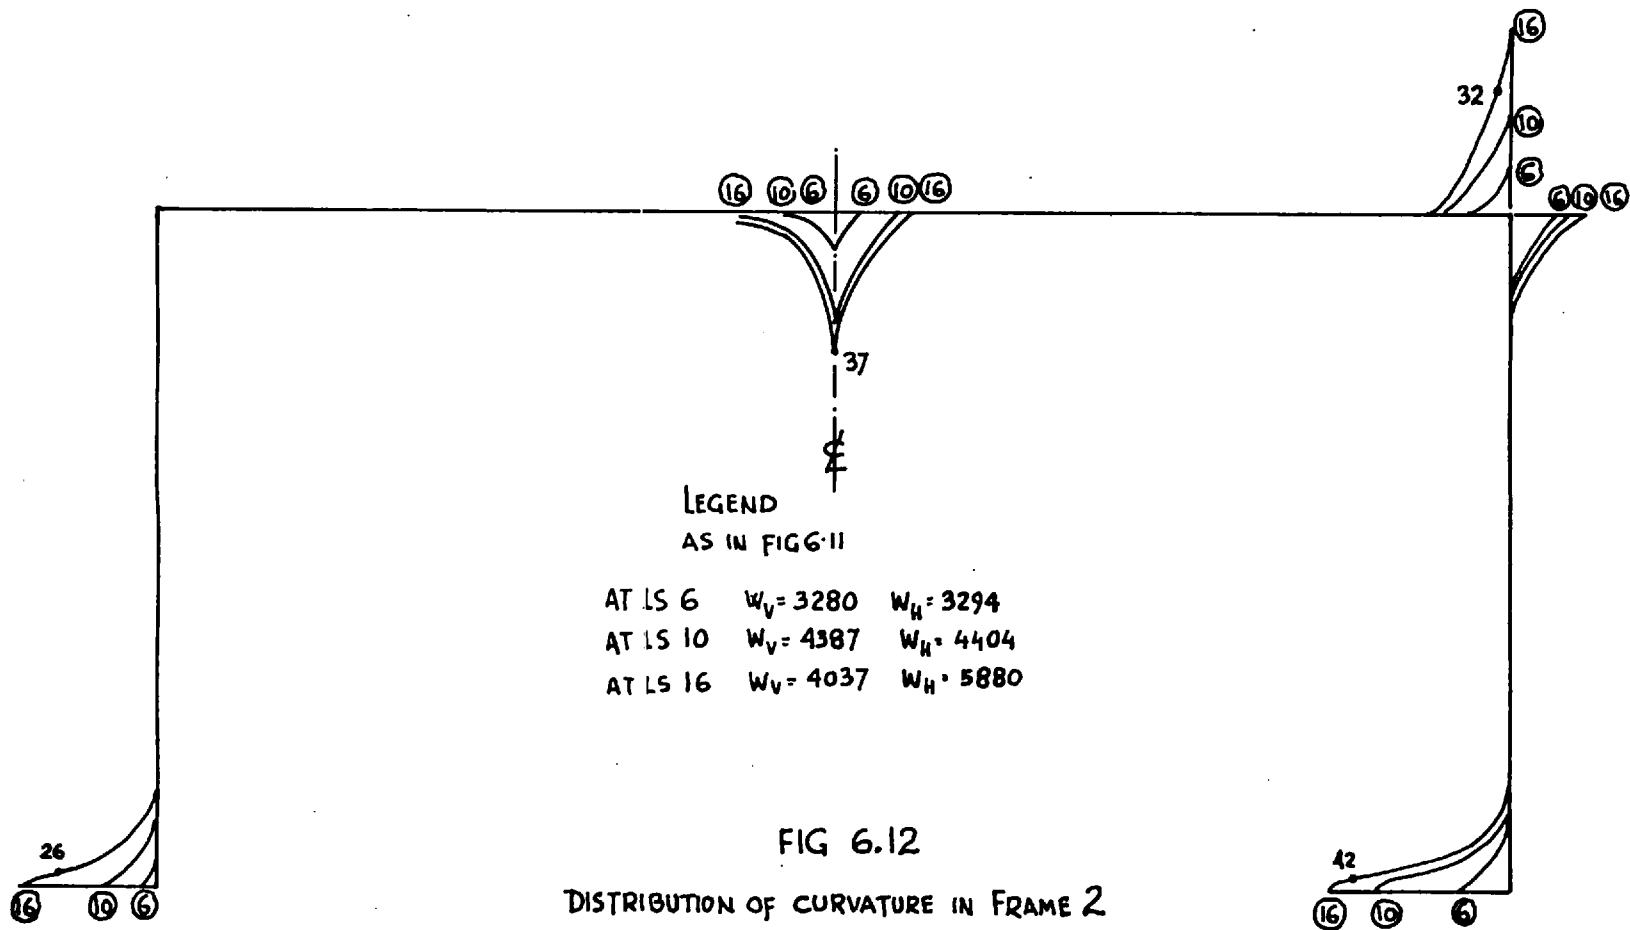 16
32
10
6
16 10 6 6 10 16
6 10 16
37
℄
LEGEND
AS IN FIG 6.11
AT LS 6 Wv = 3280 WH = 3294
AT LS 10 Wv = 4387 WH = 4404
AT LS 16 Wv = 4037 WH = 5880
26
42
16 10 6
16 10 6
FIG 6.12
DISTRIBUTION OF CURVATURE IN FRAME 2